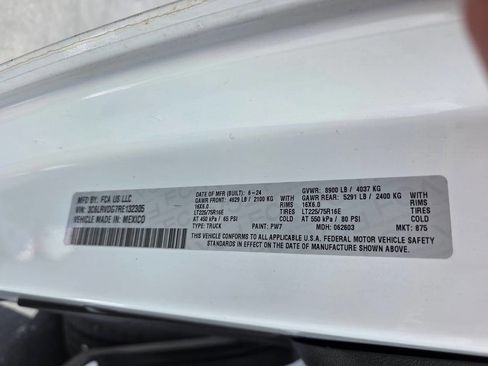 MFD BY: FCA US LLC
VIN: 3C6LRVDG7RE132305
VEHICLE MADE IN: MEXICO
DATE OF MFR (BUILT): 6-24
GAWR FRONT: 4629 LB / 2100 KG
16X6.0 RIMS
LT225/75R16E TIRES
AT 450 kPa / 65 PSI COLD
TYPE: TRUCK PAINT: PW7
GVWR: 8900 LB / 4037 KG
GAWR REAR: 5291 LB / 2400 KG
16X6.0 RIMS
LT225/75R16E TIRES
AT 550 kPa / 80 PSI COLD
MDH: 062603 MKT: 875
THIS VEHICLE CONFORMS TO ALL APPLICABLE U.S.A. FEDERAL MOTOR VEHICLE SAFETY
STANDARDS IN EFFECT ON THE DATE OF MANUFACTURE SHOWN ABOVE